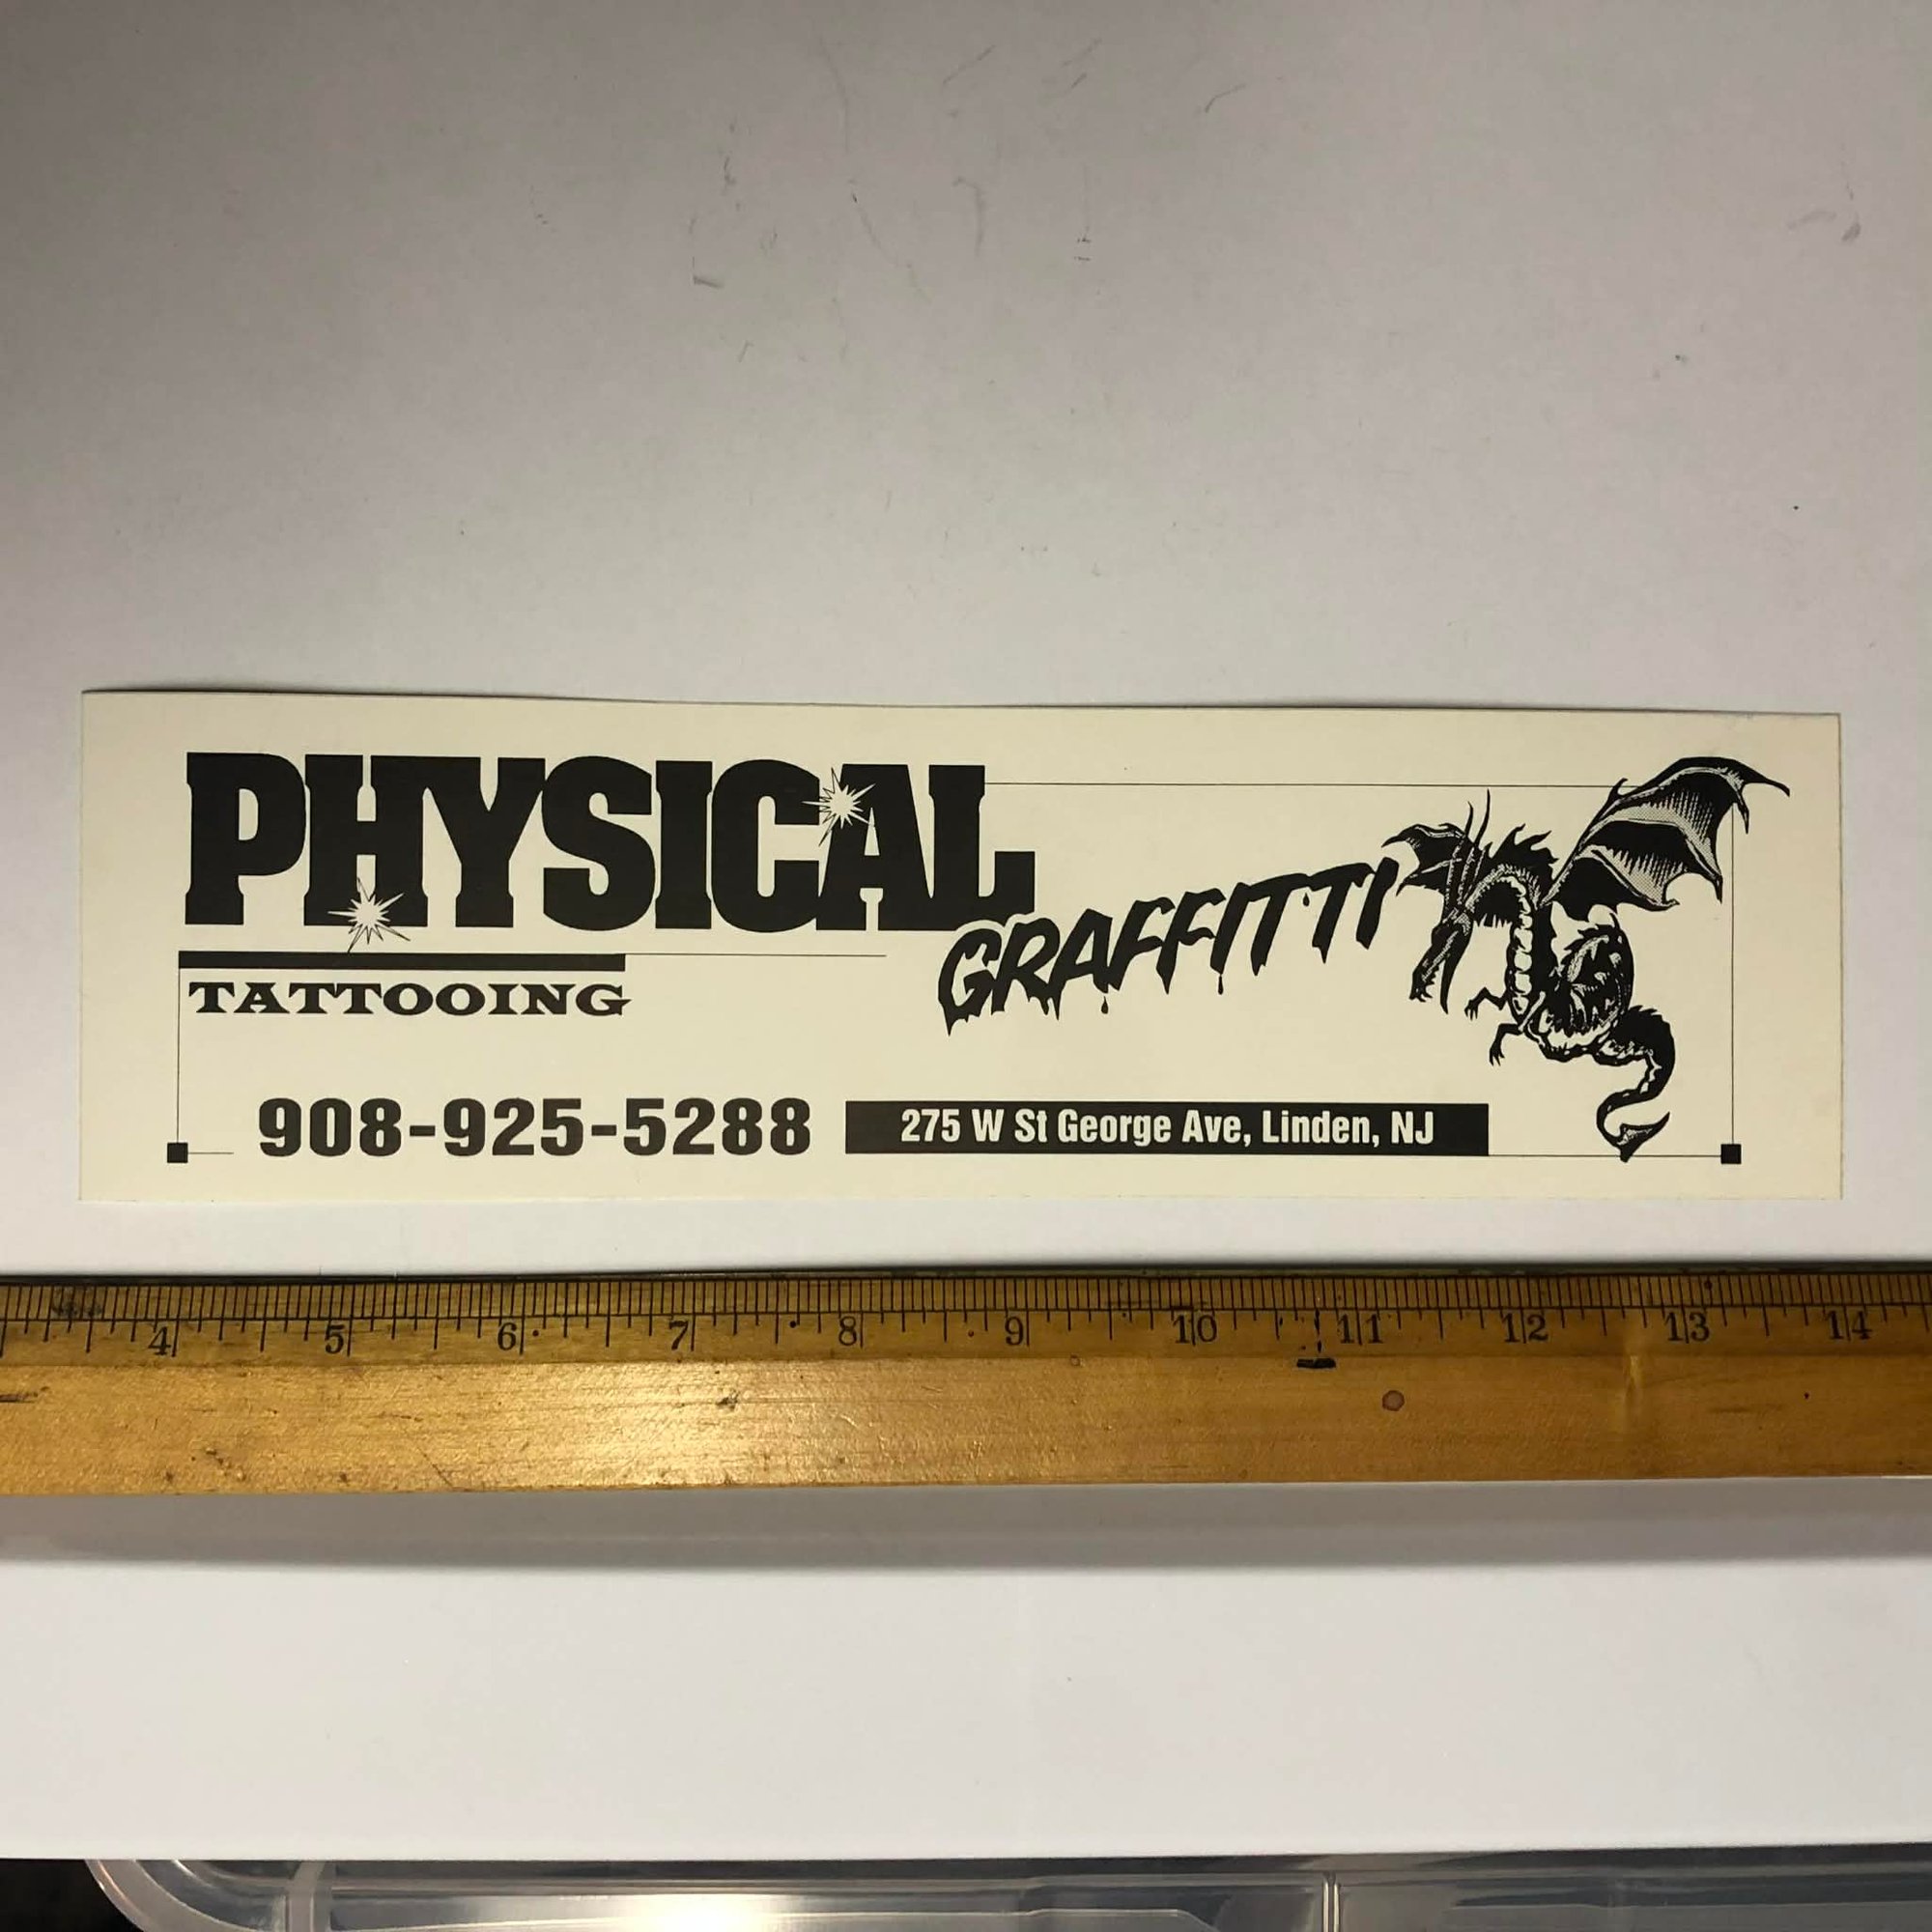 PHYSICAL
GRAFFITTI
TATTOOING
908-925-5288
275 W St George Ave, Linden, NJ
4 5 6 7 8 9 10 11 12 13 14